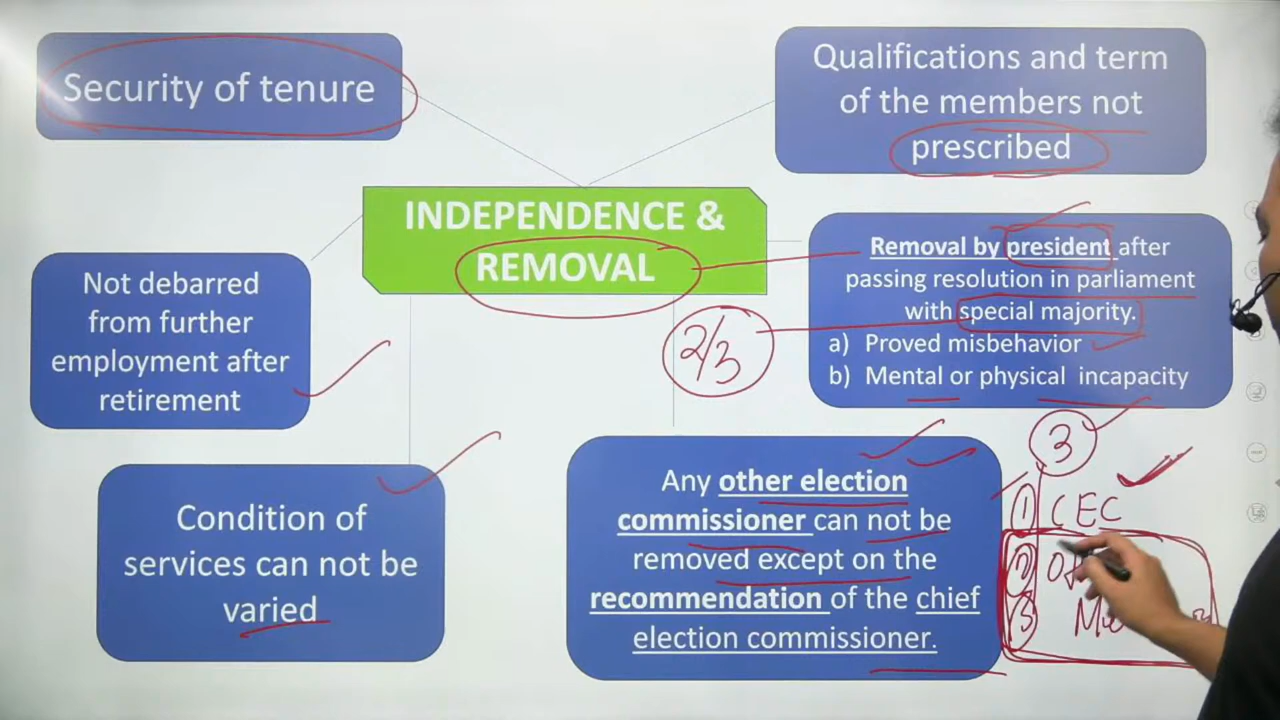 Security of tenure
Qualifications and term
of the members not
prescribed
INDEPENDENCE &
REMOVAL
Removal by president after
passing resolution in parliament
with special majority.
a) Proved misbehavior
b) Mental or physical incapacity
Not debarred
from further
employment after
retirement
2/3
Condition of
services can not be
varied
Any other election
commissioner can not be
removed except on the
recommendation of the chief
election commissioner.
3
1 CEC
2
3